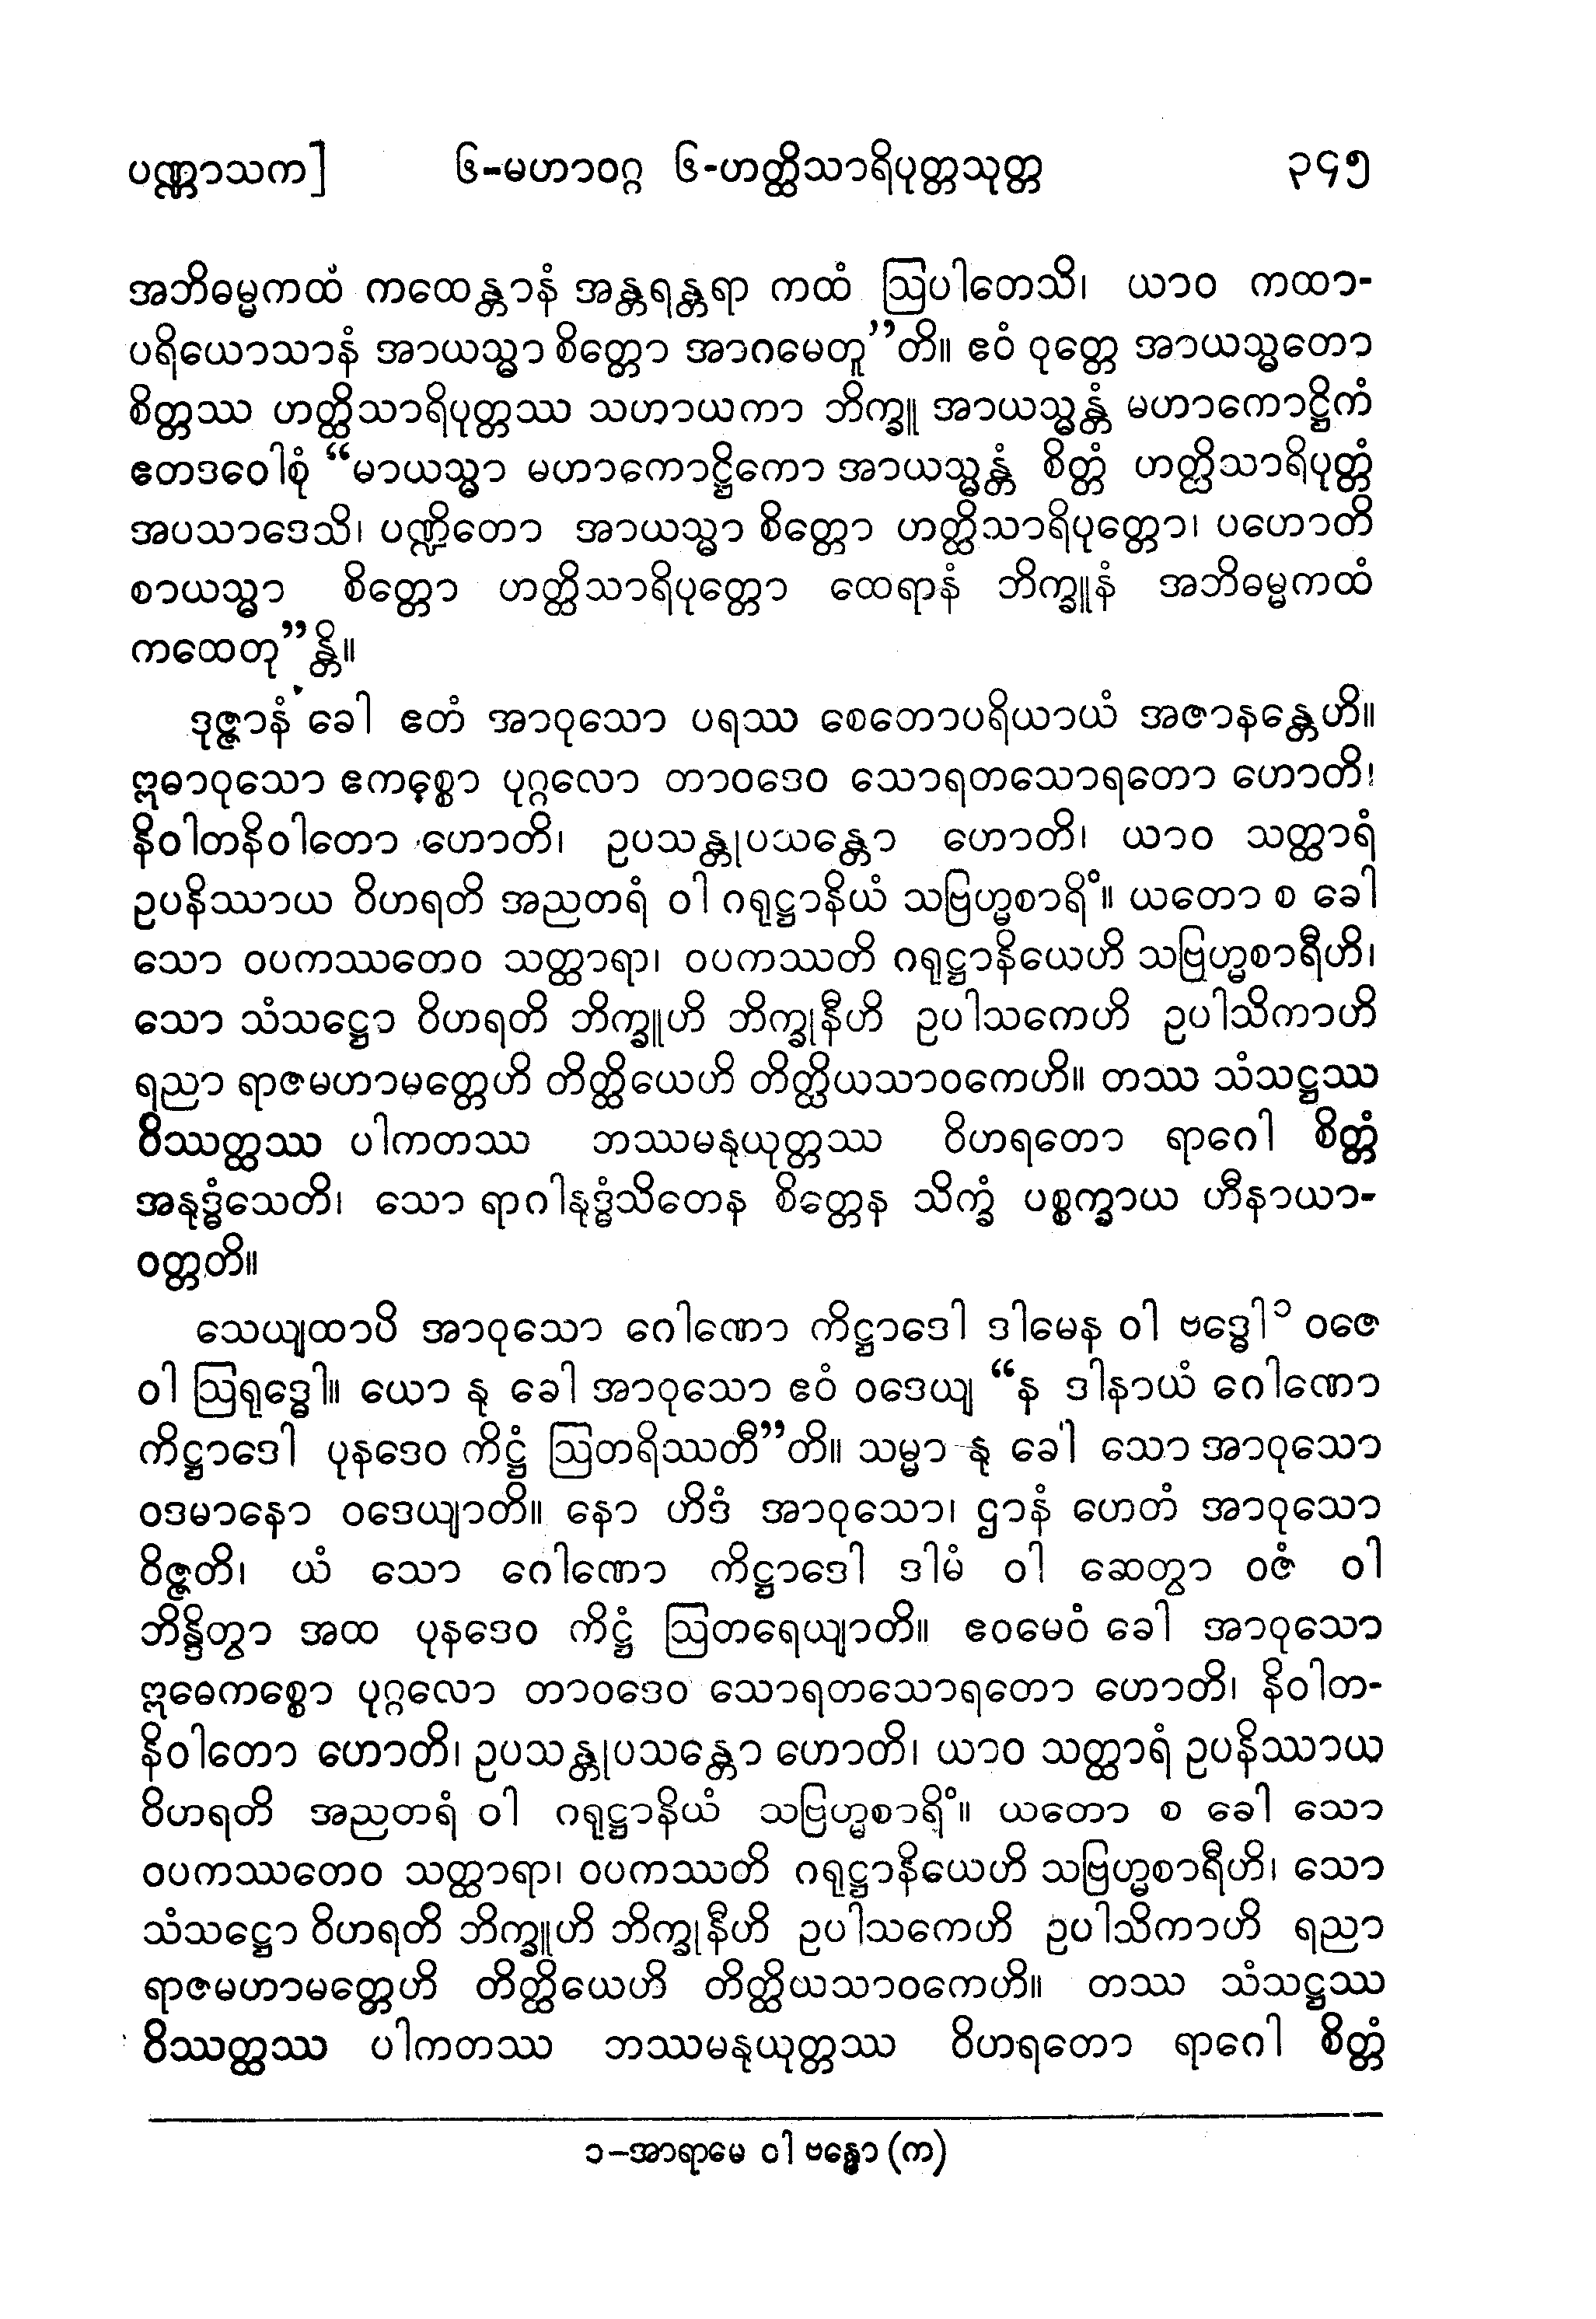 ပဏ္ဏာသက]	၆-မဟာဝဂ္ဂ ၆-ဟတ္ထိသာရိပုတ္တသုတ္တ	၃၄၅
အဘိဓမ္မကထံ ကထေန္တာနံ အန္တရန္တရာ ကထံ ဩပါတေသိ၊ ယာဝ ကထာ-
ပရိယောသာနံ အာယသ္မာ စိတ္တော အာဂမေတူ”တိ။ ဧဝံ ဝုတ္တေ အာယသ္မတော
စိတ္တဿ ဟတ္ထိသာရိပုတ္တဿ သဟာယကာ ဘိက္ခူ အာယသ္မန္တံ မဟာကောဋ္ဌိကံ
ဧတဒဝေါစုံ “မာယသ္မာ မဟာကောဋ္ဌိကော အာယသ္မန္တံ စိတ္တံ ဟတ္ထိသာရိပုတ္တံ
အပသာဒေသိ၊ ပဏ္ဍိတော အာယသ္မာ စိတ္တော ဟတ္ထိသာရိပုတ္တော၊ ပဟောတိ
စာယသ္မာ စိတ္တော ဟတ္ထိသာရိပုတ္တော ထေရာနံ ဘိက္ခူနံ အဘိဓမ္မကထံ
ကထေတု”န္တိ။
ဒုဇ္ဇာနံ ခေါ ဧတံ အာဝုသော ပရဿ စေတောပရိယာယံ အဇာနန္တေဟိ။
ဣဓာဝုသော ဧကစ္စော ပုဂ္ဂလော တာဝဒေဝ သောရတသောရတော ဟောတိ၊
နိဝါတနိဝါတော ဟောတိ၊ ဥပသန္တုပသန္တော ဟောတိ၊ ယာဝ သတ္ထာရံ
ဥပနိဿာယ ဝိဟရတိ အညတရံ ဝါ ဂရုဋ္ဌာနိယံ သဗြဟ္မစာရိံ။ ယတော စ ခေါ
သော ဝပကဿတေဝ သတ္ထာရာ၊ ဝပကဿတိ ဂရုဋ္ဌာနိယေဟိ သဗြဟ္မစာရီဟိ၊
သော သံသဋ္ဌော ဝိဟရတိ ဘိက္ခူဟိ ဘိက္ခုနီဟိ ဥပါသကေဟိ ဥပါသိကာဟိ
ရညာ ရာဇမဟာမတ္တေဟိ တိတ္ထိယေဟိ တိတ္ထိယသာဝကေဟိ။ တဿ သံသဋ္ဌဿ
ဝိဿတ္ထဿ ပါကတဿ ဘဿမနုယုတ္တဿ ဝိဟရတော ရာဂေါ စိတ္တံ
အနုဒ္ဓံသေတိ၊ သော ရာဂါနုဒ္ဓံသိတေန စိတ္တေန သိက္ခံ ပစ္စက္ခာယ ဟီနာယာ-
ဝတ္တတိ။
သေယျထာပိ အာဝုသော ဂေါဏော ကိဋ္ဌာဒေါ ဒါမေန ဝါ ဗဒ္ဓေါ၁ ဝဇေ
ဝါ ဩရုဒ္ဓေါ။ ယော နု ခေါ အာဝုသော ဧဝံ ဝဒေယျ “န ဒါနာယံ ဂေါဏော
ကိဋ္ဌာဒေါ ပုနဒေဝ ကိဋ္ဌံ ဩတရိဿတီ”တိ။ သမ္မာ နု ခေါ သော အာဝုသော
ဝဒမာနော ဝဒေယျာတိ။ နော ဟိဒံ အာဝုသော၊ ဌာနံ ဟေတံ အာဝုသော
ဝိဇ္ဇတိ၊ ယံ သော ဂေါဏော ကိဋ္ဌာဒေါ ဒါမံ ဝါ ဆေတွာ ဝဇံ ဝါ
ဘိန္ဒိတွာ အထ ပုနဒေဝ ကိဋ္ဌံ ဩတရေယျာတိ။ ဧဝမေဝံ ခေါ အာဝုသော
ဣဓေကစ္စော ပုဂ္ဂလော တာဝဒေဝ သောရတသောရတော ဟောတိ၊ နိဝါတ-
နိဝါတော ဟောတိ၊ ဥပသန္တုပသန္တော ဟောတိ၊ ယာဝ သတ္ထာရံ ဥပနိဿာယ
ဝိဟရတိ အညတရံ ဝါ ဂရုဋ္ဌာနိယံ သဗြဟ္မစာရိံ။ ယတော စ ခေါ သော
ဝပကဿတေဝ သတ္ထာရာ၊ ဝပကဿတိ ဂရုဋ္ဌာနိယေဟိ သဗြဟ္မစာရီဟိ၊ သော
သံသဋ္ဌော ဝိဟရတိ ဘိက္ခူဟိ ဘိက္ခုနီဟိ ဥပါသကေဟိ ဥပါသိကာဟိ ရညာ
ရာဇမဟာမတ္တေဟိ တိတ္ထိယေဟိ တိတ္ထိယသာဝကေဟိ။ တဿ သံသဋ္ဌဿ
ဝိဿတ္ထဿ ပါကတဿ ဘဿမနုယုတ္တဿ ဝိဟရတော ရာဂေါ စိတ္တံ
၁-အာရာမေ ဝါ ဗန္ဓော (က)